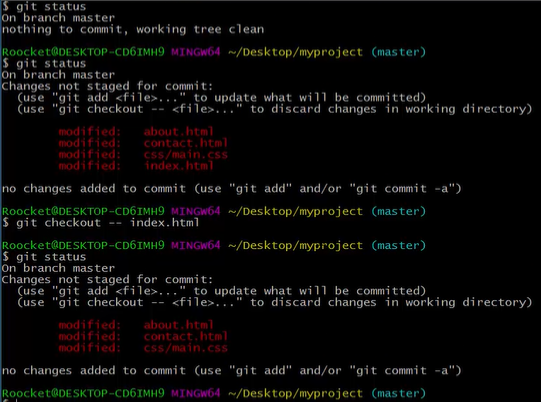 $ git status
On branch master
nothing to commit, working tree clean
Roocket@DESKTOP-CD6IMH9 MINGW64 ~/Desktop/myproject (master)
$ git status
On branch master
Changes not staged for commit:
  (use "git add <file>..." to update what will be committed)
  (use "git checkout -- <file>..." to discard changes in working directory)
        modified:   about.html
        modified:   contact.html
        modified:   css/main.css
        modified:   index.html
no changes added to commit (use "git add" and/or "git commit -a")
Roocket@DESKTOP-CD6IMH9 MINGW64 ~/Desktop/myproject (master)
$ git checkout -- index.html
Roocket@DESKTOP-CD6IMH9 MINGW64 ~/Desktop/myproject (master)
$ git status
On branch master
Changes not staged for commit:
  (use "git add <file>..." to update what will be committed)
  (use "git checkout -- <file>..." to discard changes in working directory)
        modified:   about.html
        modified:   contact.html
        modified:   css/main.css
no changes added to commit (use "git add" and/or "git commit -a")
Roocket@DESKTOP-CD6IMH9 MINGW64 ~/Desktop/myproject (master)
$